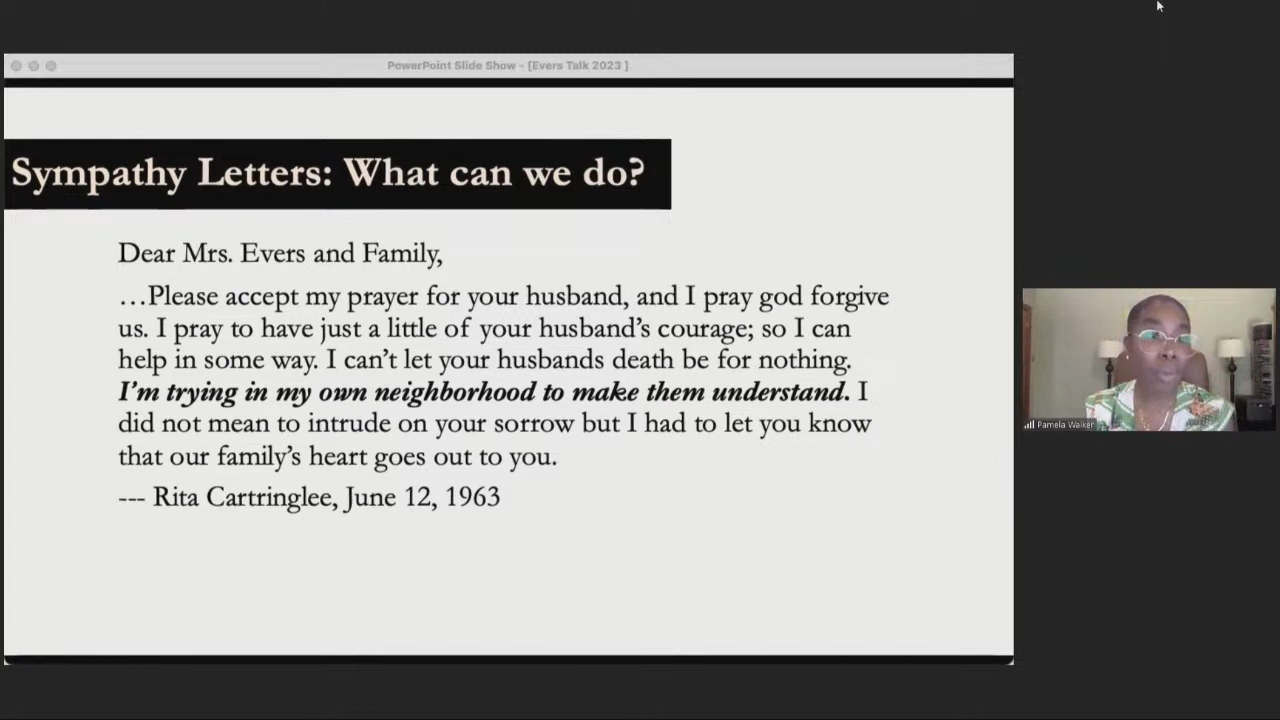 PowerPoint Slide Show - [Evers Talk 2023 ]
Sympathy Letters: What can we do?
Dear Mrs. Evers and Family,
…Please accept my prayer for your husband, and I pray god forgive
us. I pray to have just a little of your husband’s courage; so I can
help in some way. I can’t let your husbands death be for nothing.
I’m trying in my own neighborhood to make them understand. I
did not mean to intrude on your sorrow but I had to let you know
that our family’s heart goes out to you.
--- Rita Cartringlee, June 12, 1963
Pamela Walker